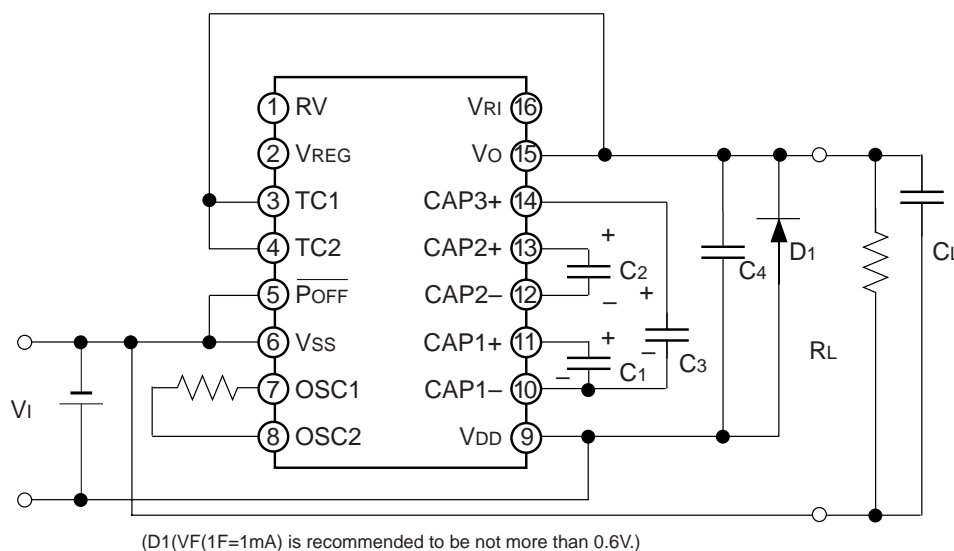 1 RV
2 VREG
3 TC1
4 TC2
5 POFF
6 VSS
7 OSC1
8 OSC2
VRI 16
VO 15
CAP3+ 14
CAP2+ 13
CAP2– 12
CAP1+ 11
CAP1– 10
VDD 9
+
C2
–
+
C1
–
+
C3
–
C4
D1
RL
CL
VI
(D1(VF(1F=1mA) is recommended to be not more than 0.6V.)